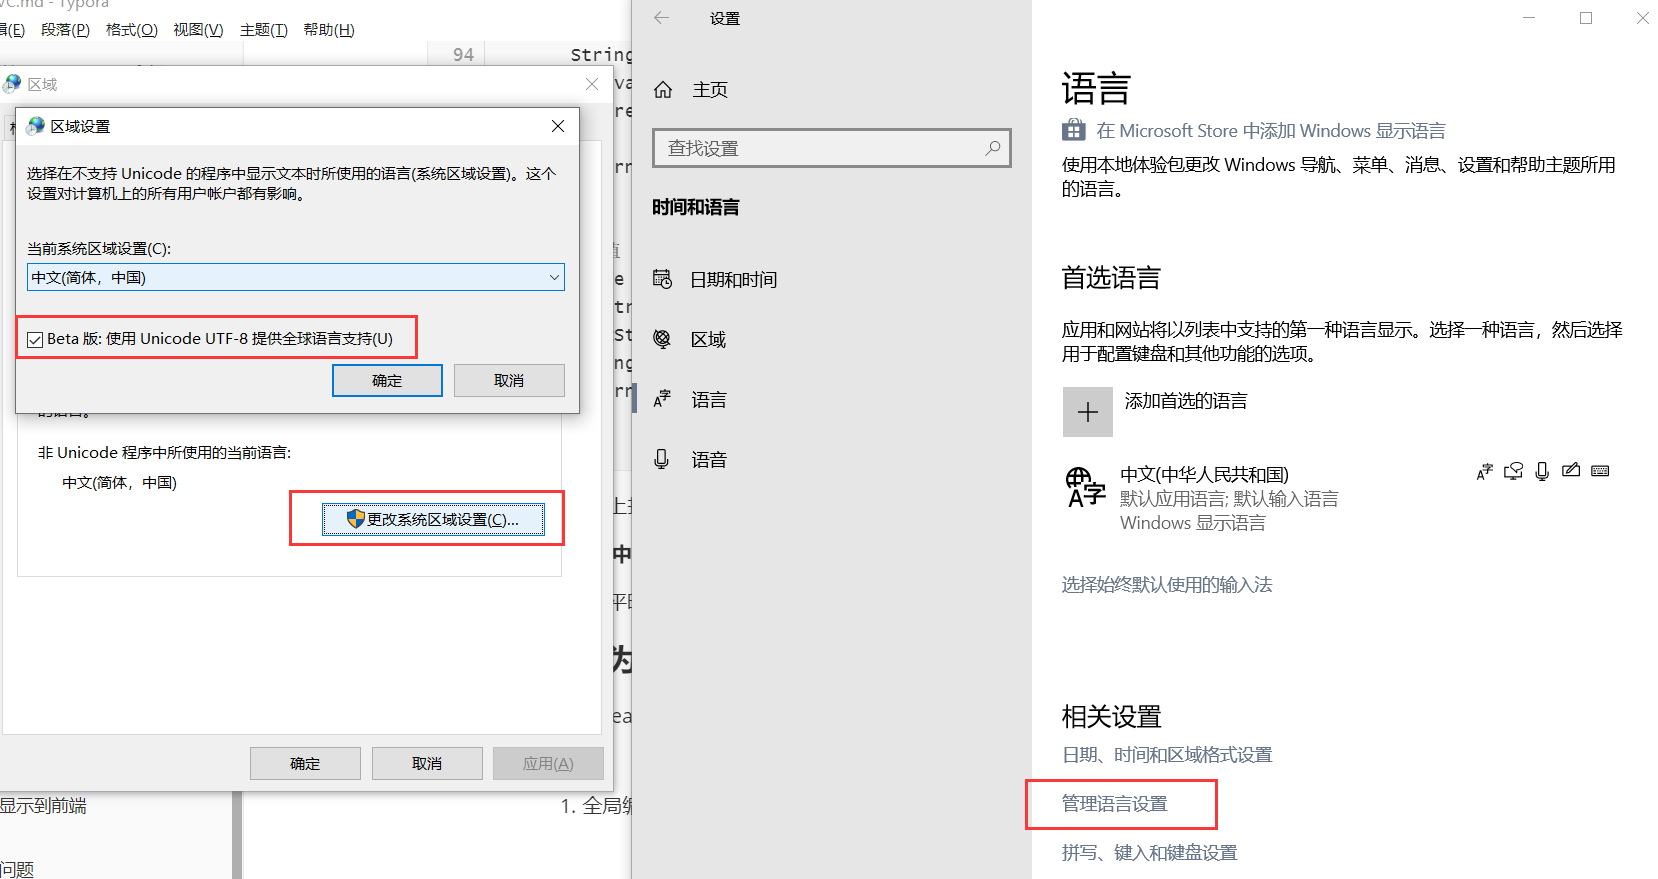 VC.md - Typora
辑(E) 段落(P) 格式(O) 视图(V) 主题(T) 帮助(H)
94
String
区域
区域设置
选择在不支持 Unicode 的程序中显示文本时所使用的语言(系统区域设置)。这个
设置对计算机上的所有用户帐户都有影响。
当前系统区域设置(C):
中文(简体，中国)
Beta 版: 使用 Unicode UTF-8 提供全球语言支持(U)
确定 取消
的语言。
非 Unicode 程序中所使用的当前语言:
中文(简体，中国)
更改系统区域设置(C)...
确定 取消 应用(A)
显示到前端
1. 全局编
问题
设置
主页
查找设置
时间和语言
日期和时间
区域
语言
语音
语言
在 Microsoft Store 中添加 Windows 显示语言
使用本地体验包更改 Windows 导航、菜单、消息、设置和帮助主题所用
的语言。
首选语言
应用和网站将以列表中支持的第一种语言显示。选择一种语言，然后选择
用于配置键盘和其他功能的选项。
添加首选的语言
中文(中华人民共和国)
默认应用语言; 默认输入语言
Windows 显示语言
选择始终默认使用的输入法
相关设置
日期、时间和区域格式设置
管理语言设置
拼写、键入和键盘设置